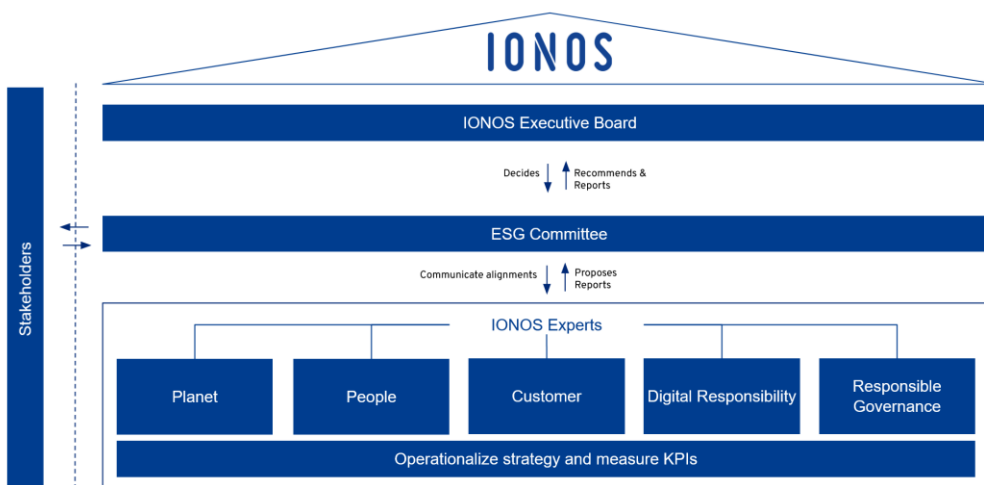 IONOS
IONOS Executive Board
Decides
Recommends &
Reports
ESG Committee
Communicate alignments
Proposes
Reports
Stakeholders
IONOS Experts
Planet
People
Customer
Digital Responsibility
Responsible
Governance
Operationalize strategy and measure KPIs